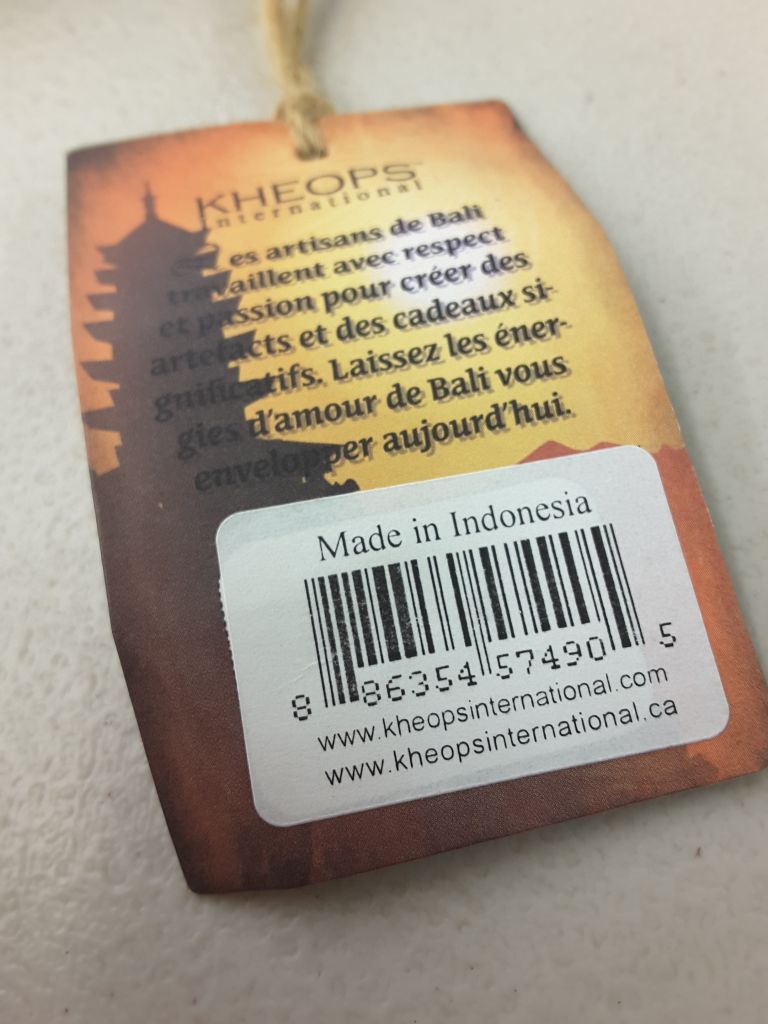 KHEOPS™
International
Les artisans de Bali
travaillent avec respect
et passion pour créer des
artefacts et des cadeaux si-
gnificatifs. Laissez les éner-
gies d'amour de Bali vous
envelopper aujourd'hui.
Made in Indonesia
8 86354 57490 5
www.kheopsinternational.com
www.kheopsinternational.ca